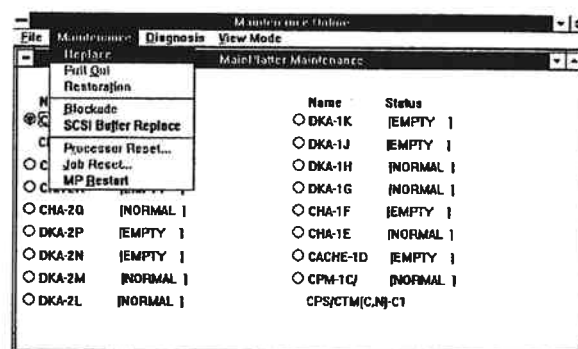 Maintenance Online
File Maintenance Diagnosis View Mode
Replace
MainPlatter Maintenance
Pull Out
Restoration
Blockade
SCSI Buffer Replace
Processor Reset...
Job Reset...
MP Restart
N
Name Status
DKA-1K [EMPTY ]
C
DKA-1J [EMPTY ]
C
DKA-1H [NORMAL ]
DKA-1G [NORMAL ]
CHA-2Q [NORMAL ]
CHA-1F [EMPTY ]
DKA-2P [EMPTY ]
CHA-1E [NORMAL ]
DKA-2N [EMPTY ]
CACHE-1D [EMPTY ]
DKA-2M [NORMAL ]
CPM-1C/ [NORMAL ]
DKA-2L [NORMAL ]
CPS/CTM[C,N]-C1